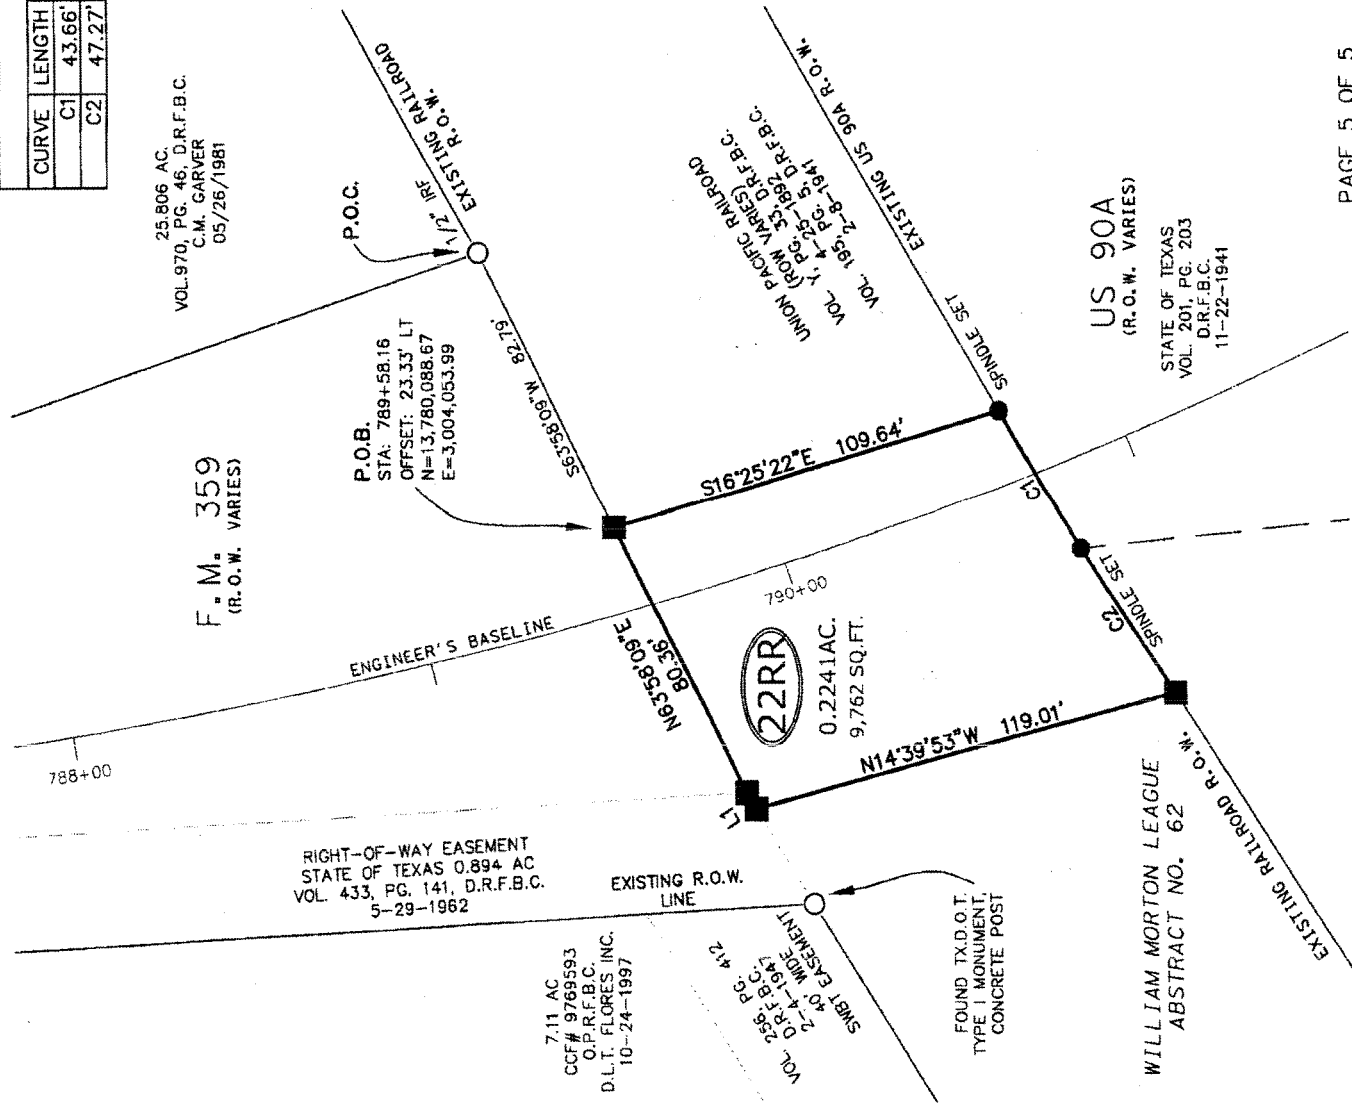 CURVE LENGTH
C1 43.66'
C2 47.27'
25.806 AC.
VOL.970, PG. 46, D.R.F.B.C.
C.M. GARVER
05/26/1981
P.O.C.
1/2" IRF
EXISTING RAILROAD
R.O.W.
F.M. 359
(R.O.W. VARIES)
P.O.B.
STA: 789+58.16
OFFSET: 23.33' LT
N=13,780,088.67
E=3,004,053.99
S63°58'09"W 82.79'
UNION PACIFIC RAILROAD
(ROW VARIES)
VOL. Y, PG. 33, D.R.F.B.C.
4-25-1892
VOL. 195, PG. 5, D.R.F.B.C.
2-8-1941
EXISTING US 90A R.O.W.
US 90A
(R.O.W. VARIES)
STATE OF TEXAS
VOL. 201, PG. 203
D.R.F.B.C.
11-22-1941
PAGE 5 OF 5
ENGINEER'S BASELINE
788+00
790+00
N63°58'09"E
80.36'
S16°25'22"E 109.64'
SPINDLE SET
C1
SPINDLE SET
C2
22RR
0.2241AC.
9,762 SQ.FT.
N14°39'53"W 119.01'
L1
RIGHT-OF-WAY EASEMENT
STATE OF TEXAS 0.894 AC
VOL. 433, PG. 141, D.R.F.B.C.
5-29-1962
EXISTING R.O.W.
LINE
7.11 AC
CCF# 9769593
O.P.R.F.B.C.
D.L.T. FLORES INC.
10-24-1997
VOL. 256, PG. 412
D.R.F.B.C.
2-4-1947
40' WIDE
SWBT EASEMENT
FOUND TX.D.O.T.
TYPE I MONUMENT,
CONCRETE POST
WILLIAM MORTON LEAGUE
ABSTRACT NO. 62
EXISTING RAILROAD R.O.W.